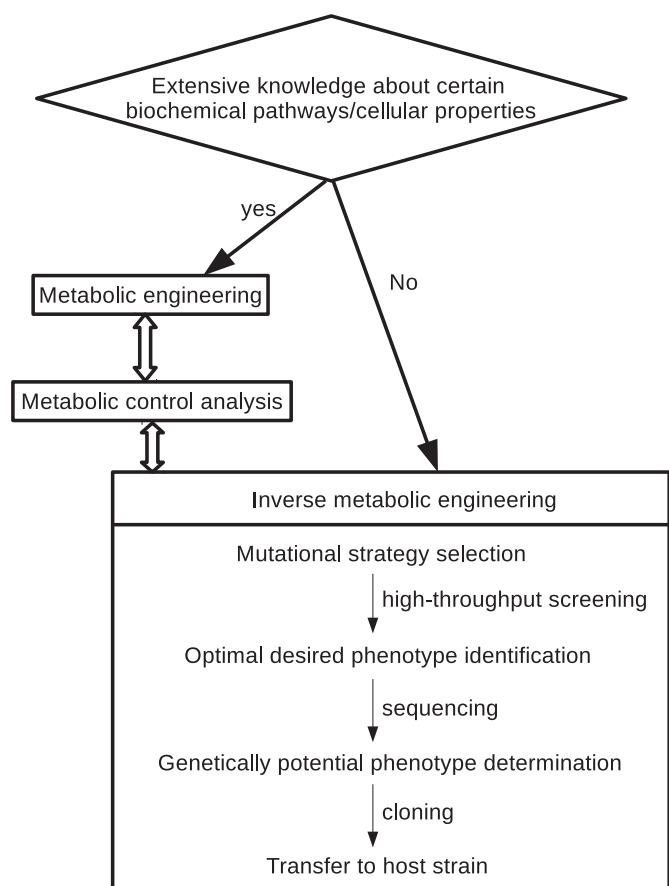 Extensive knowledge about certain
biochemical pathways/cellular properties
yes
No
Metabolic engineering
Metabolic control analysis
Inverse metabolic engineering
Mutational strategy selection
high-throughput screening
Optimal desired phenotype identification
sequencing
Genetically potential phenotype determination
cloning
Transfer to host strain